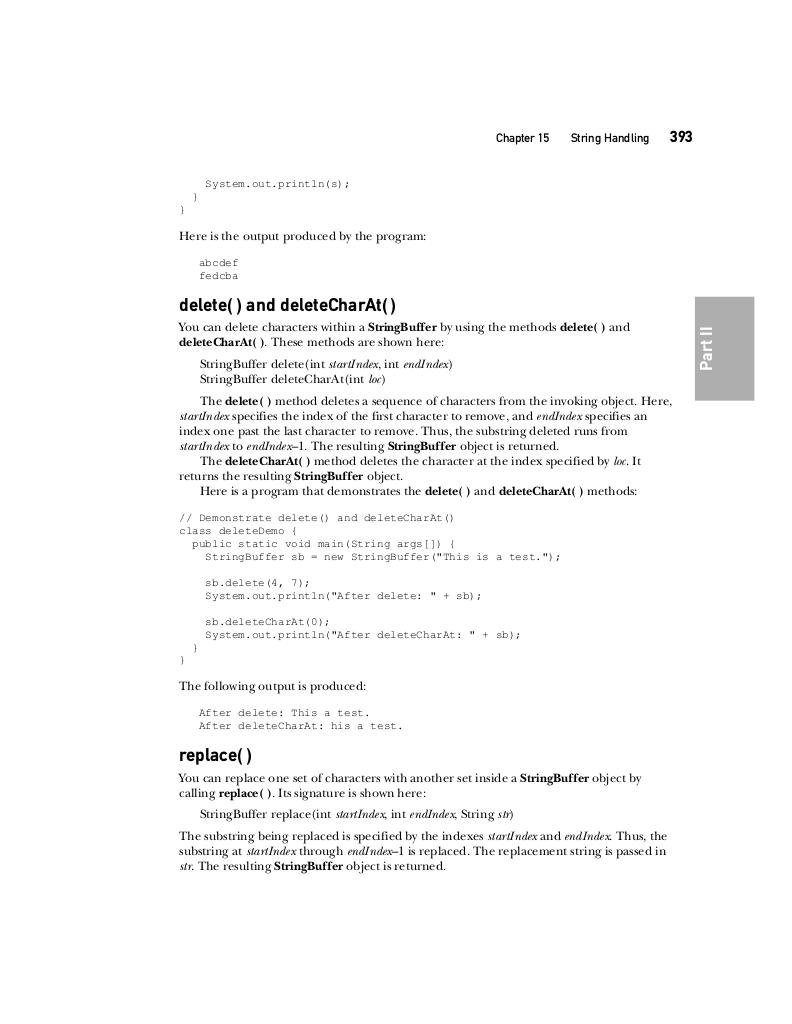 Chapter 15 String Handling 393
System.out.println(s);
}
}
Here is the output produced by the program:
abcdef
fedcba
delete( ) and deleteCharAt( )
You can delete characters within a StringBuffer by using the methods delete( ) and
deleteCharAt( ). These methods are shown here:
Part II
StringBuffer delete(int startIndex, int endIndex)
StringBuffer deleteCharAt(int loc)
The delete( ) method deletes a sequence of characters from the invoking object. Here,
startIndex specifies the index of the first character to remove, and endIndex specifies an
index one past the last character to remove. Thus, the substring deleted runs from
startIndex to endIndex–1. The resulting StringBuffer object is returned.
The deleteCharAt( ) method deletes the character at the index specified by loc. It
returns the resulting StringBuffer object.
Here is a program that demonstrates the delete( ) and deleteCharAt( ) methods:
// Demonstrate delete() and deleteCharAt()
class deleteDemo {
public static void main(String args[]) {
StringBuffer sb = new StringBuffer("This is a test.");
sb.delete(4, 7);
System.out.println("After delete: " + sb);
sb.deleteCharAt(0);
System.out.println("After deleteCharAt: " + sb);
}
}
The following output is produced:
After delete: This a test.
After deleteCharAt: his a test.
replace( )
You can replace one set of characters with another set inside a StringBuffer object by
calling replace( ). Its signature is shown here:
StringBuffer replace(int startIndex, int endIndex, String str)
The substring being replaced is specified by the indexes startIndex and endIndex. Thus, the
substring at startIndex through endIndex–1 is replaced. The replacement string is passed in
str. The resulting StringBuffer object is returned.